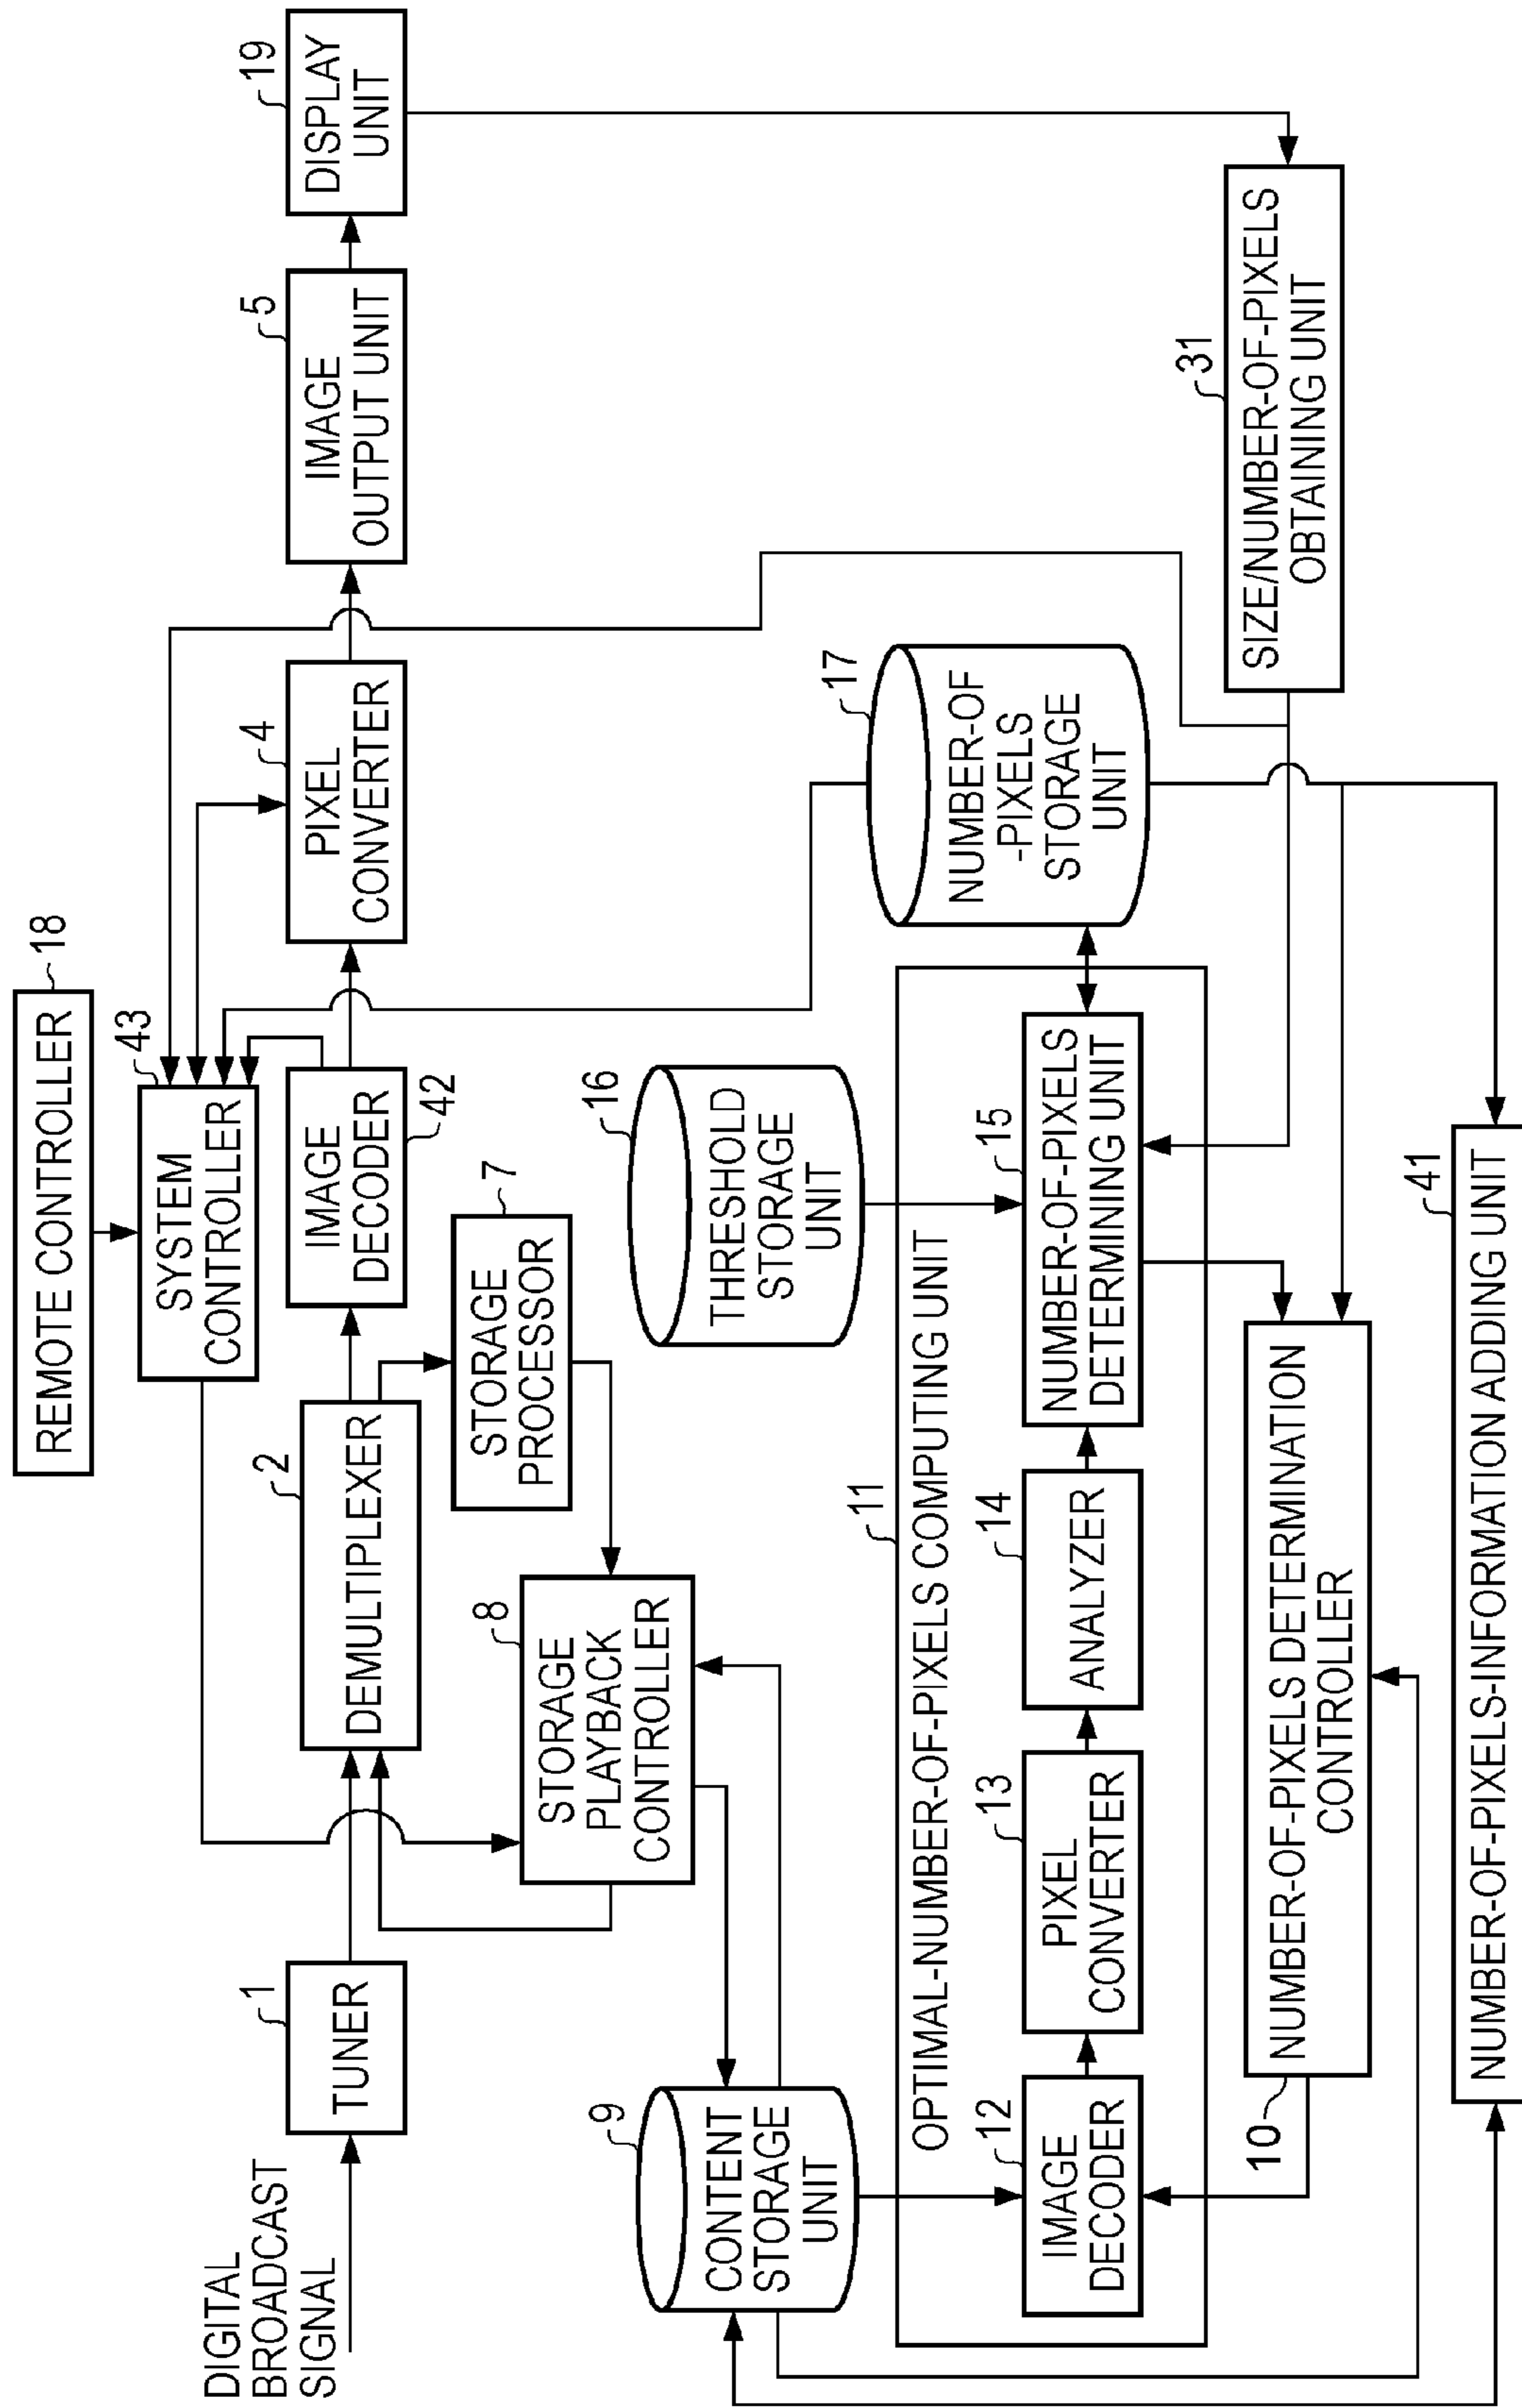 REMOTE CONTROLLER
18
43
SYSTEM
CONTROLLER
DIGITAL
BROADCAST
SIGNAL
1
TUNER
2
DEMULTIPLEXER
IMAGE
DECODER
42
4
PIXEL
CONVERTER
5
IMAGE
OUTPUT UNIT
19
DISPLAY
UNIT
7
STORAGE
PROCESSOR
8
STORAGE
PLAYBACK
CONTROLLER
9
CONTENT
STORAGE
UNIT
16
THRESHOLD
STORAGE
UNIT
17
NUMBER-OF
-PIXELS
STORAGE
UNIT
11
OPTIMAL-NUMBER-OF-PIXELS COMPUTING UNIT
12
IMAGE
DECODER
13
PIXEL
CONVERTER
14
ANALYZER
15
NUMBER-OF-PIXELS
DETERMINING UNIT
31
SIZE/NUMBER-OF-PIXELS
OBTAINING UNIT
10
NUMBER-OF-PIXELS DETERMINATION
CONTROLLER
41
NUMBER-OF-PIXELS-INFORMATION ADDING UNIT